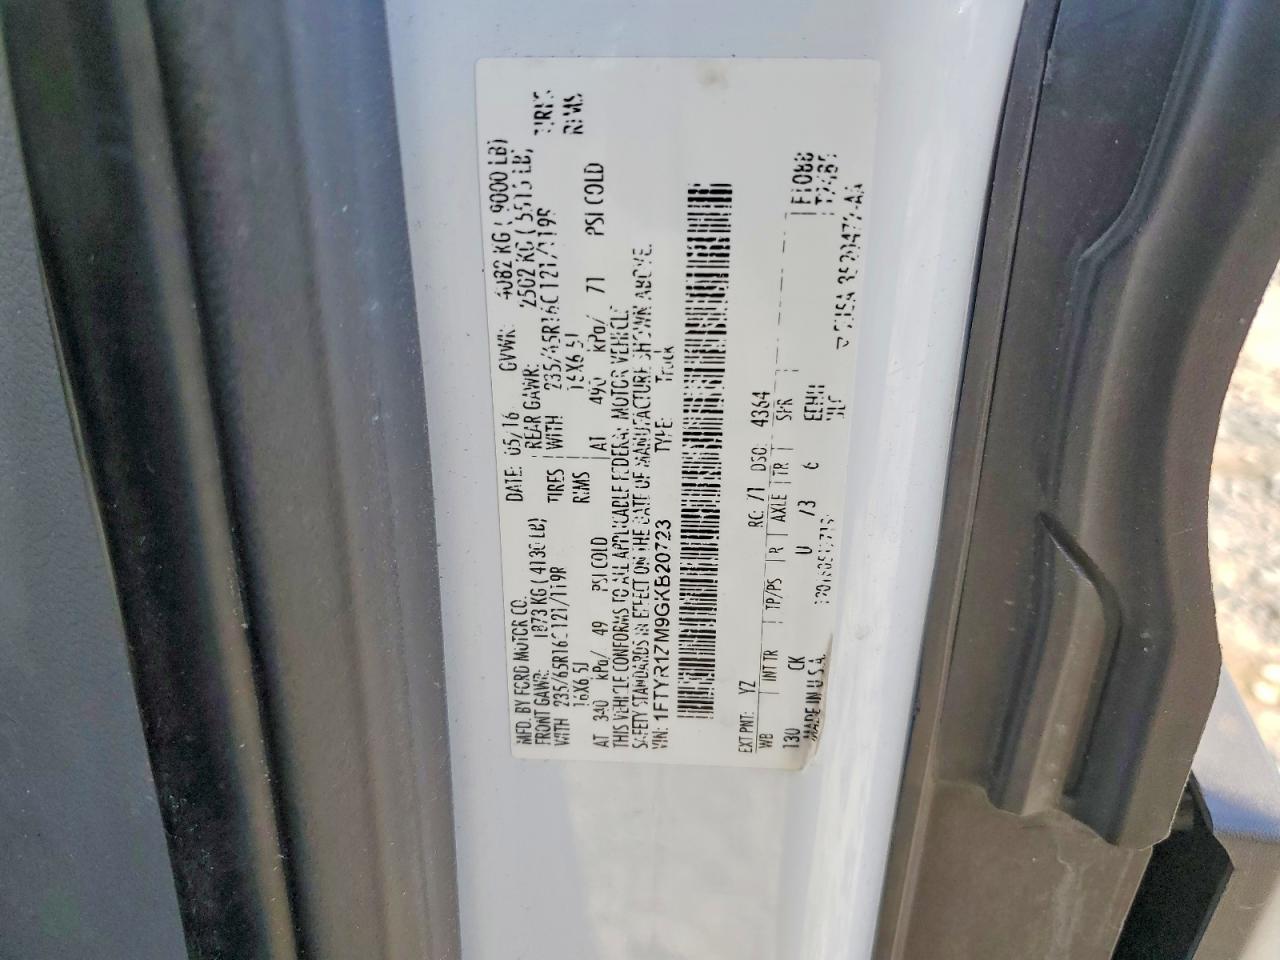 MFD. BY FORD MOTOR CO.
DATE: 05/16 GVWR: 4082 KG ( 9000 LB)
FRONT GAWR: 1873 KG ( 4130 LB) REAR GAWR: 2502 KG ( 5515 LB)
WITH 235/65R16C 121/119R TIRES WITH 235/65R16C 121/119R TIRES
16X6.5J RIMS 16X6.5J RIMS
AT 340 kPa/ 49 PSI COLD AT 490 kPa/ 71 PSI COLD
THIS VEHICLE CONFORMS TO ALL APPLICABLE FEDERAL MOTOR VEHICLE
SAFETY STANDARDS IN EFFECT ON THE DATE OF MANUFACTURE SHOWN ABOVE.
VIN: 1FTYR1ZM9GKB20723 TYPE: Truck
EXT PNT: YZ RC: 71 DSO: 4364
WB INT TR TP/PS R AXLE TR SPR F1088
130 CK U 73 6
MADE IN U.S.A.